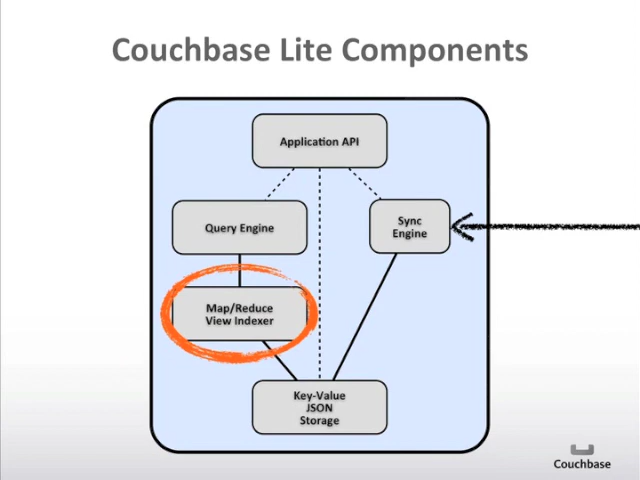 Couchbase Lite Components
Application API
Query Engine
Sync
Engine
Map/Reduce
View Indexer
Key-Value
JSON
Storage
Couchbase